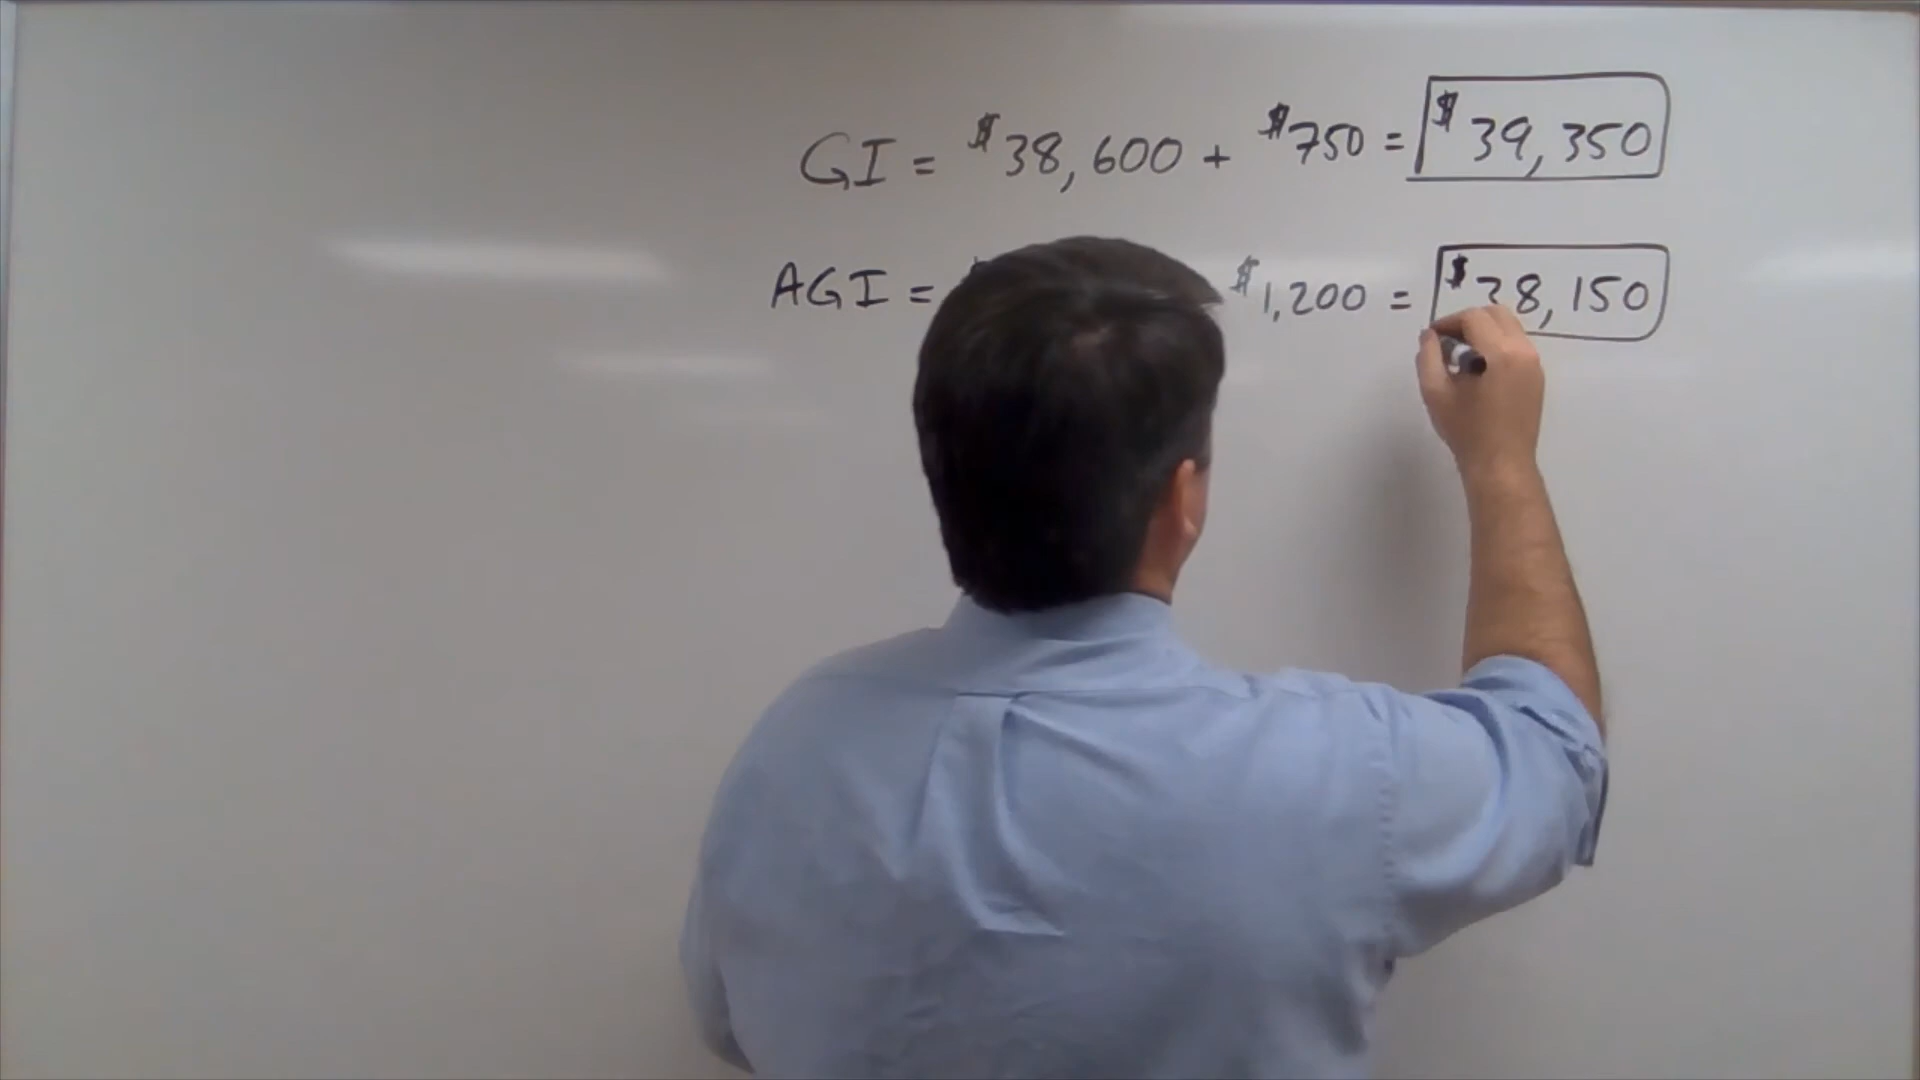 GI = $38,600 + $750 = $39,350
AGI = $1,200 = $38,150